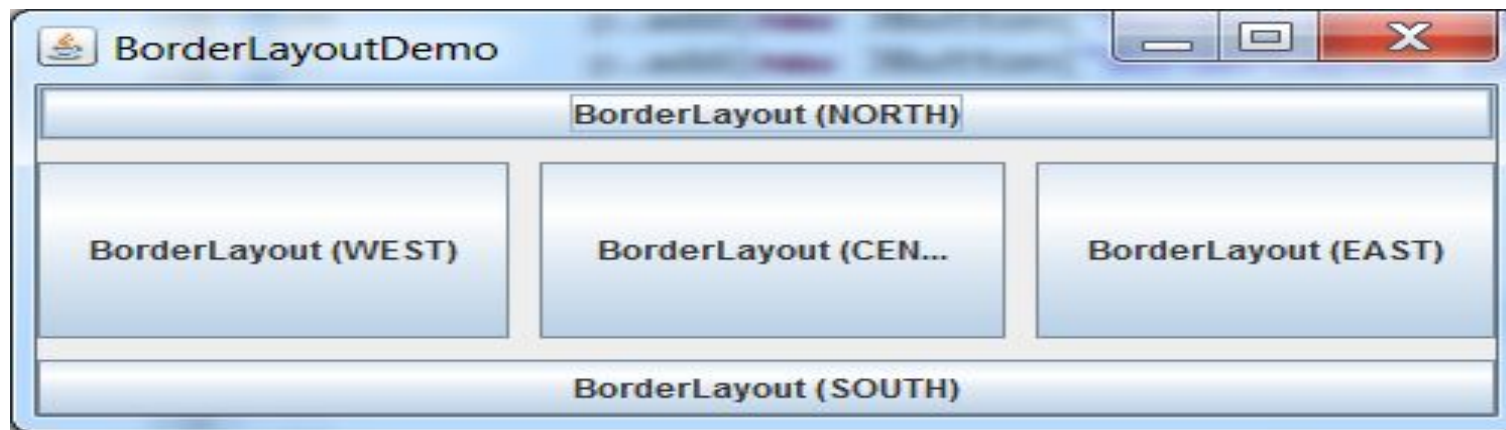 BorderLayoutDemo
BorderLayout (NORTH)
BorderLayout (WEST) BorderLayout (CEN... BorderLayout (EAST)
BorderLayout (SOUTH)